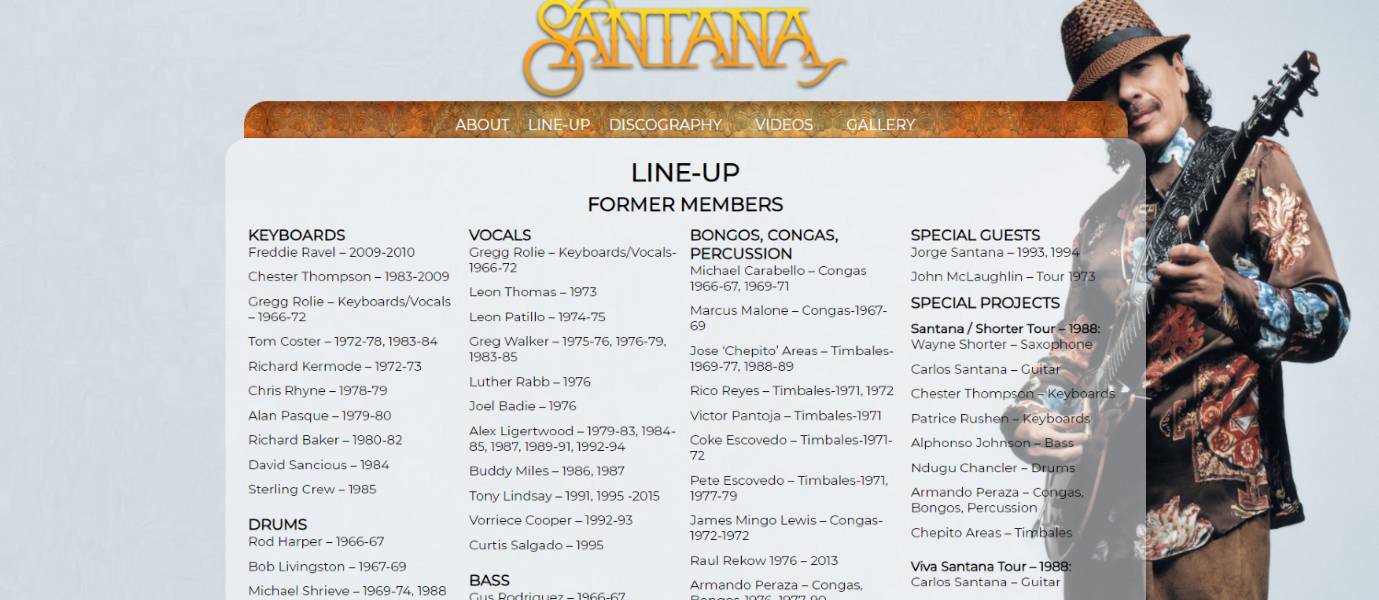 SANTANA
ABOUT LINE-UP DISCOGRAPHY VIDEOS GALLERY
LINE-UP
FORMER MEMBERS
KEYBOARDS
Freddie Ravel – 2009-2010
Chester Thompson – 1983-2009
Gregg Rolie – Keyboards/Vocals
– 1966-72
Tom Coster – 1972-78, 1983-84
Richard Kermode – 1972-73
Chris Rhyne – 1978-79
Alan Pasque – 1979-80
Richard Baker – 1980-82
David Sancious – 1984
Sterling Crew – 1985
DRUMS
Rod Harper – 1966-67
Bob Livingston – 1967-69
Michael Shrieve – 1969-74, 1988
VOCALS
Gregg Rolie – Keyboards/Vocals-
1966-72
Leon Thomas – 1973
Leon Patillo – 1974-75
Greg Walker – 1975-76, 1976-79,
1983-85
Luther Rabb – 1976
Joel Badie – 1976
Alex Ligertwood – 1979-83, 1984-
85, 1987, 1989-91, 1992-94
Buddy Miles – 1986, 1987
Tony Lindsay – 1991, 1995 -2015
Vorriece Cooper – 1992-93
Curtis Salgado – 1995
BASS
Gus Rodriguez – 1966-67
BONGOS, CONGAS,
PERCUSSION
Michael Carabello – Congas
1966-67, 1969-71
Marcus Malone – Congas-1967-
69
Jose ‘Chepito’ Areas – Timbales-
1969-77, 1988-89
Rico Reyes – Timbales-1971, 1972
Victor Pantoja – Timbales-1971
Coke Escovedo – Timbales-1971-
72
Pete Escovedo – Timbales-1971,
1977-79
James Mingo Lewis – Congas-
1972-1972
Raul Rekow 1976 – 2013
Armando Peraza – Congas,
Bongos-1976, 1977-90
SPECIAL GUESTS
Jorge Santana – 1993, 1994
John McLaughlin – Tour 1973
SPECIAL PROJECTS
Santana / Shorter Tour – 1988:
Wayne Shorter – Saxophone
Carlos Santana – Guitar
Chester Thompson – Keyboards
Patrice Rushen – Keyboards
Alphonso Johnson – Bass
Ndugu Chancler – Drums
Armando Peraza – Congas,
Bongos, Percussion
Chepito Areas – Timbales
Viva Santana Tour – 1988:
Carlos Santana – Guitar